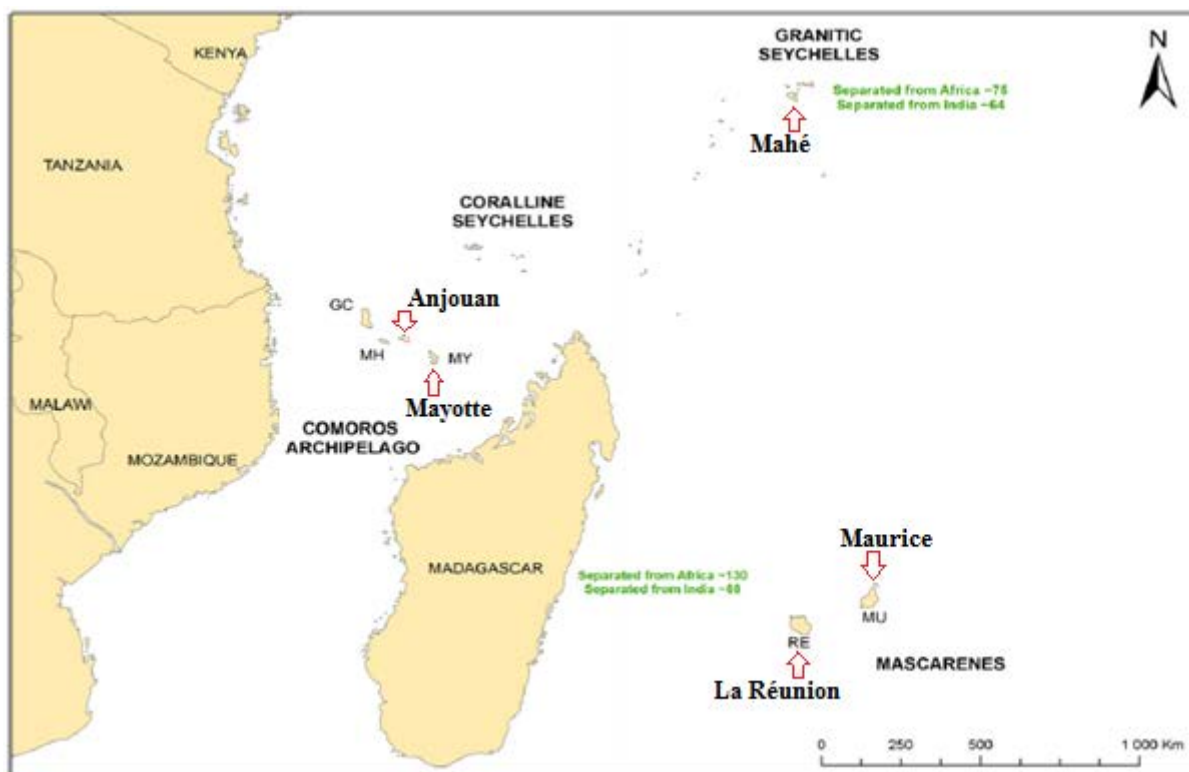 GRANITIC
SEYCHELLES
N
KENYA
Separated from Africa ~75
Separated from India ~64
Mahé
TANZANIA
CORALLINE
SEYCHELLES
GC
Anjouan
MH
MY
MALAWI
Mayotte
COMOROS
ARCHIPELAGO
MOZAMBIQUE
Maurice
MADAGASCAR
Separated from Africa ~130
Separated from India ~88
MU
RE
MASCARENES
La Réunion
0 250 500 1 000 Km